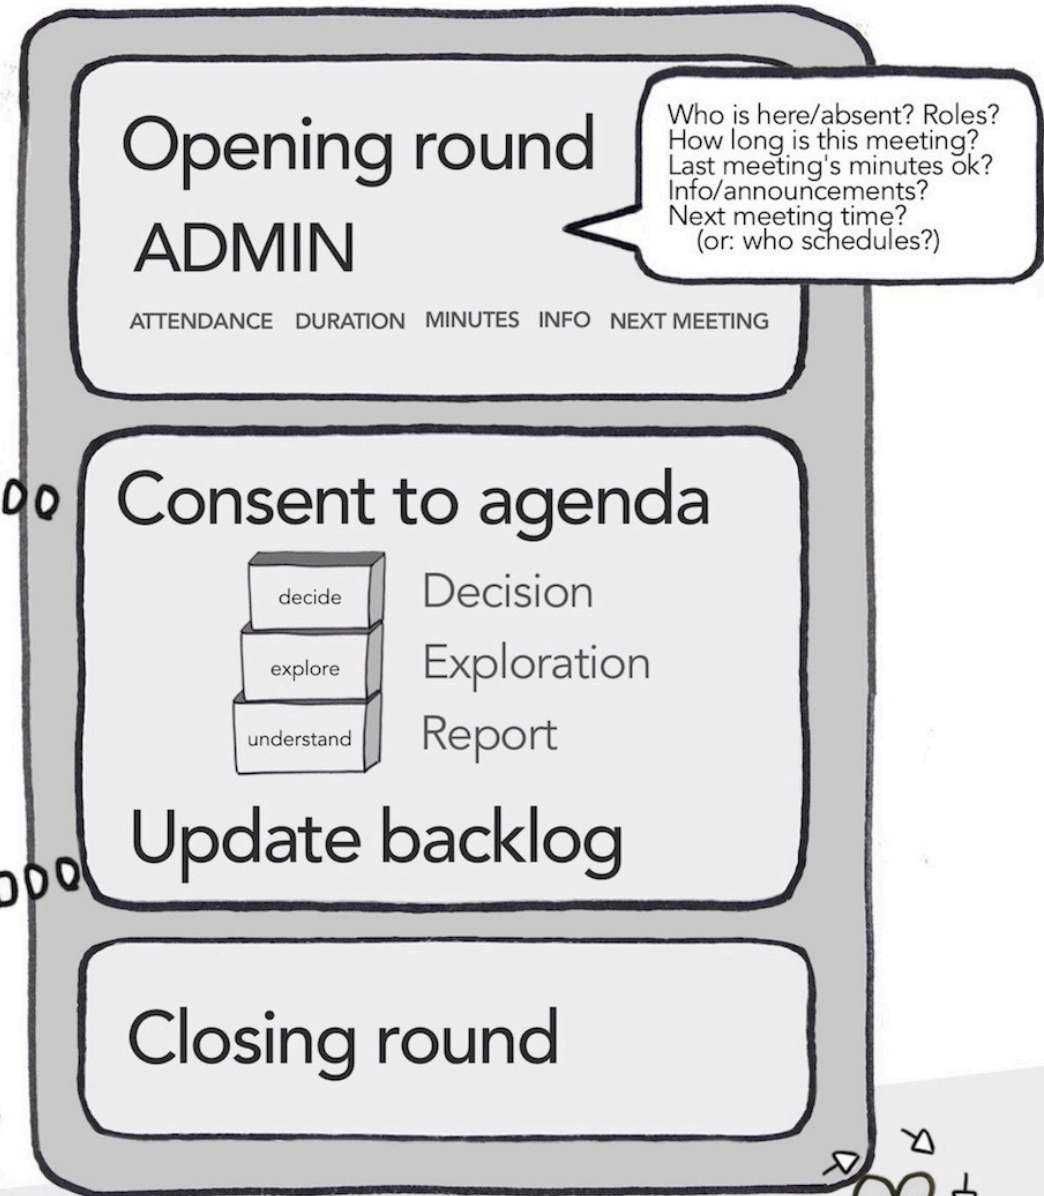 Opening round
ADMIN
ATTENDANCE DURATION MINUTES INFO NEXT MEETING
Who is here/absent? Roles?
How long is this meeting?
Last meeting's minutes ok?
Info/announcements?
Next meeting time?
(or: who schedules?)
Consent to agenda
decide Decision
explore Exploration
understand Report
Update backlog
Closing round